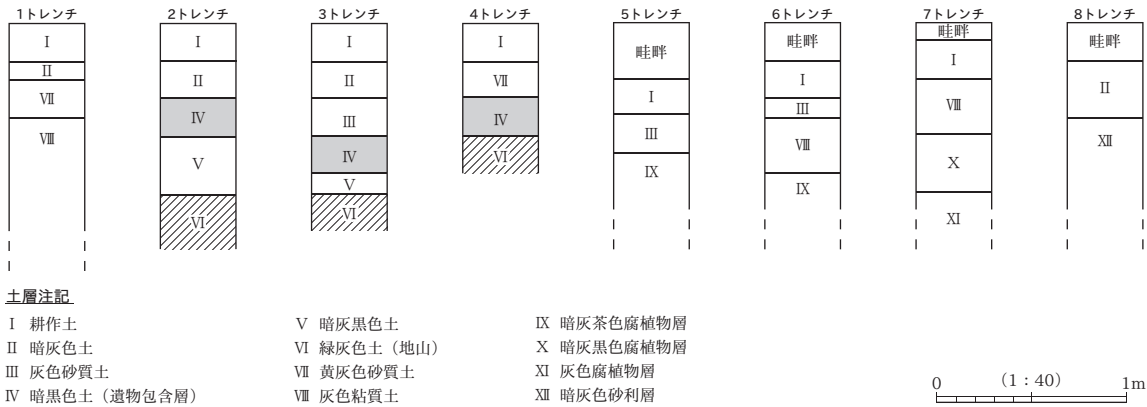 1トレンチ 2トレンチ 3トレンチ 4トレンチ 5トレンチ 6トレンチ 7トレンチ 8トレンチ
Ⅰ
Ⅱ
Ⅶ
Ⅷ
Ⅰ
Ⅱ
Ⅳ
Ⅴ
Ⅵ
Ⅰ
Ⅱ
Ⅲ
Ⅳ
Ⅴ
Ⅵ
Ⅰ
Ⅶ
Ⅳ
Ⅵ
畦畔
Ⅰ
Ⅲ
Ⅸ
畦畔
Ⅰ
Ⅲ
Ⅷ
Ⅸ
畦畔
Ⅰ
Ⅷ
Ⅹ
Ⅺ
畦畔
Ⅱ
Ⅻ
土層注記
Ⅰ 耕作土
Ⅱ 暗灰色土
Ⅲ 灰色砂質土
Ⅳ 暗黒色土（遺物包含層）
Ⅴ 暗灰黒色土
Ⅵ 緑灰色土（地山）
Ⅶ 黄灰色砂質土
Ⅷ 灰色粘質土
Ⅸ 暗灰茶色腐植物層
Ⅹ 暗灰黒色腐植物層
Ⅺ 灰色腐植物層
Ⅻ 暗灰色砂利層
0 （1：40） 1m